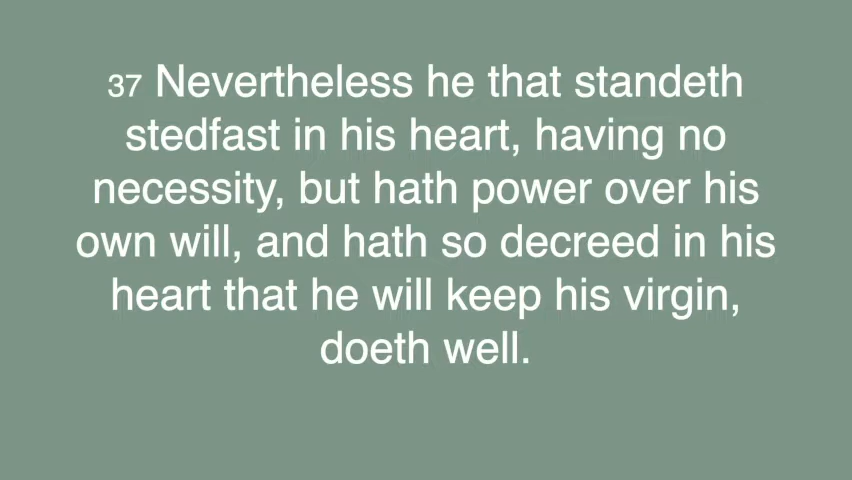 37 Nevertheless he that standeth
stedfast in his heart, having no
necessity, but hath power over his
own will, and hath so decreed in his
heart that he will keep his virgin,
doeth well.